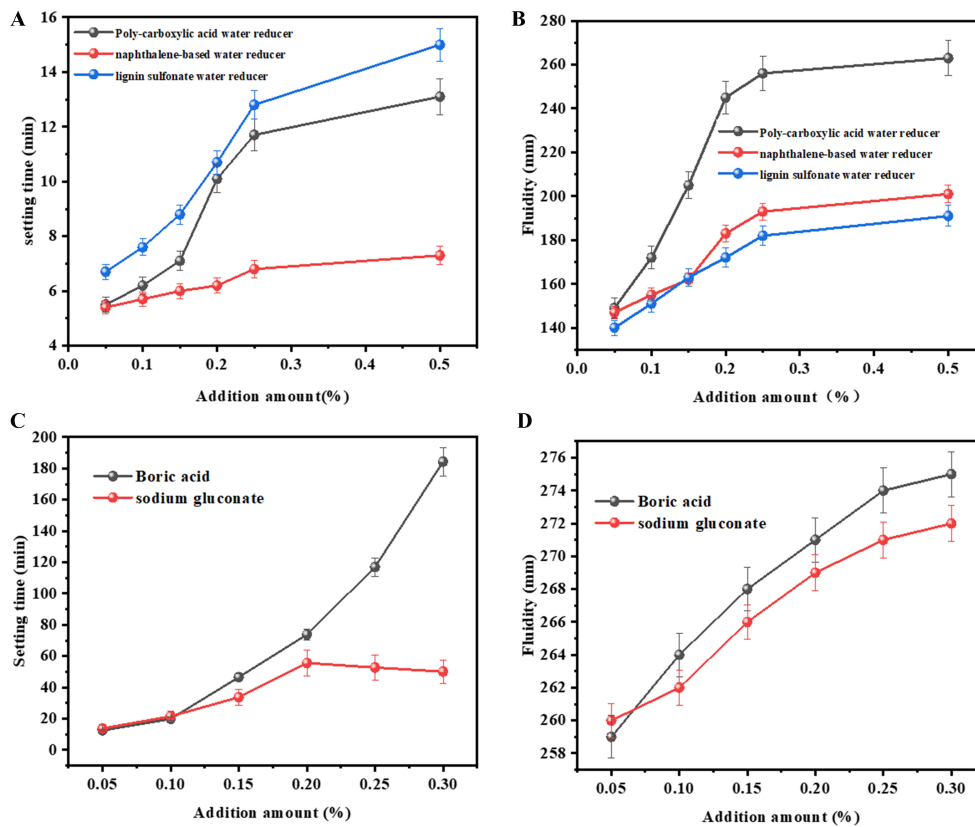 A
16
14
12
10
8
6
4
0.0
0.1
0.2
0.3
0.4
0.5
setting time (min)
Addition amount(%)
Poly-carboxylic acid water reducer
naphthalene-based water reducer
lignin sulfonate water reducer
B
260
240
220
200
180
160
140
0.0
0.1
0.2
0.3
0.4
0.5
Fluidity (mm)
Addition amount（%）
Poly-carboxylic acid water reducer
naphthalene-based water reducer
lignin sulfonate water reducer
C
200
180
160
140
120
100
80
60
40
20
0
0.05
0.10
0.15
0.20
0.25
0.30
Setting time (min)
Addition amount (%)
Boric acid
sodium gluconate
D
276
274
272
270
268
266
264
262
260
258
0.05
0.10
0.15
0.20
0.25
0.30
Fluidity (mm)
Addition amount (%)
Boric acid
sodium gluconate